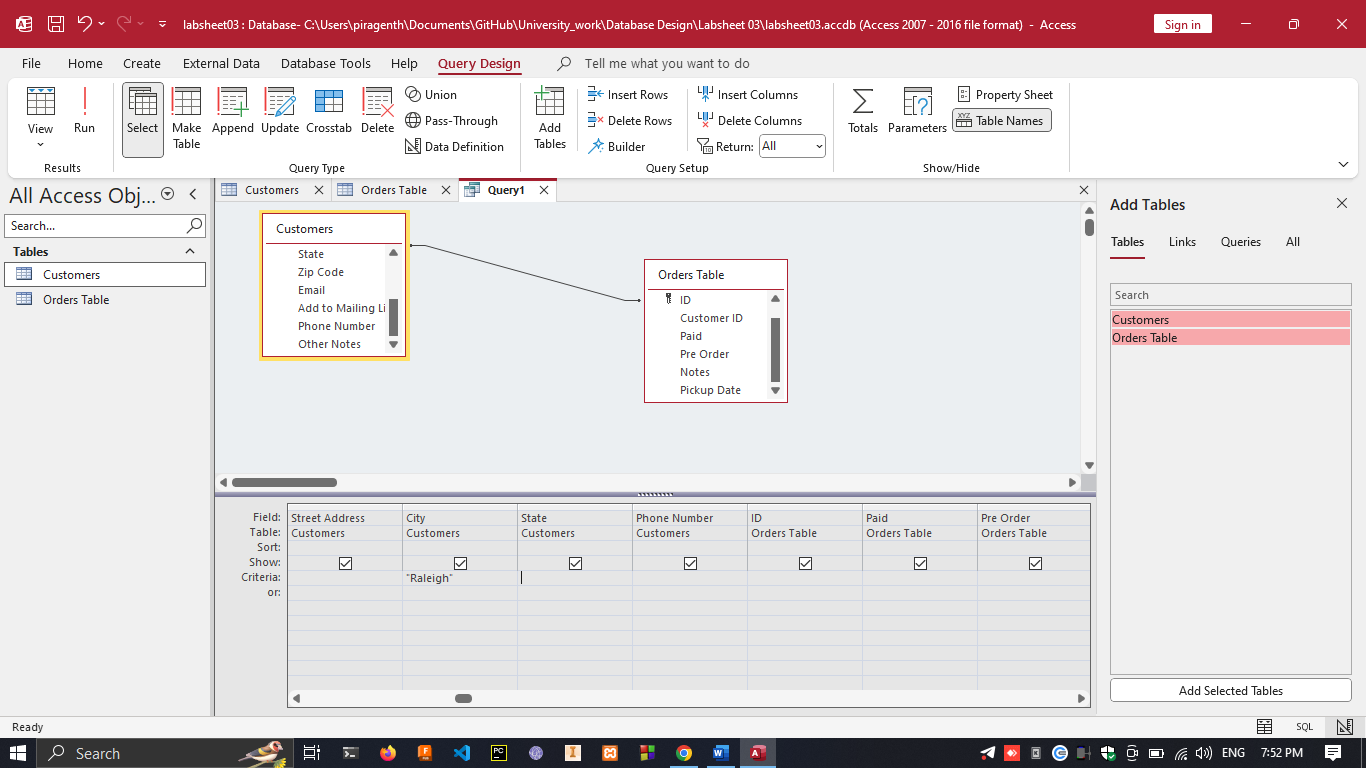 labsheet03 : Database- C:\Users\piragenth\Documents\GitHub\University_work\Database Design\Labsheet 03\labsheet03.accdb (Access 2007 - 2016 file format) - Access
Sign in
File Home Create External Data Database Tools Help Query Design Tell me what you want to do
View
Run
Select
Make Table
Append
Update
Crosstab
Delete
Union
Pass-Through
Data Definition
Add Tables
Insert Rows
Delete Rows
Builder
Insert Columns
Delete Columns
Return: All
Totals
Parameters
Property Sheet
XYZ
Table Names
Results
Query Type
Query Setup
Show/Hide
All Access Obj...
Search...
Tables
Customers
Orders Table
Customers
Orders Table
Query1
Customers
State
Zip Code
Email
Add to Mailing Li
Phone Number
Other Notes
Orders Table
ID
Customer ID
Paid
Pre Order
Notes
Pickup Date
Add Tables
Tables Links Queries All
Search
Customers
Orders Table
Add Selected Tables
Field: Street Address City State Phone Number ID Paid Pre Order
Table: Customers Customers Customers Customers Orders Table Orders Table Orders Table
Sort:
Show:
Criteria: "Raleigh"
or:
Ready
SQL
Search
PC
ENG
7:52 PM